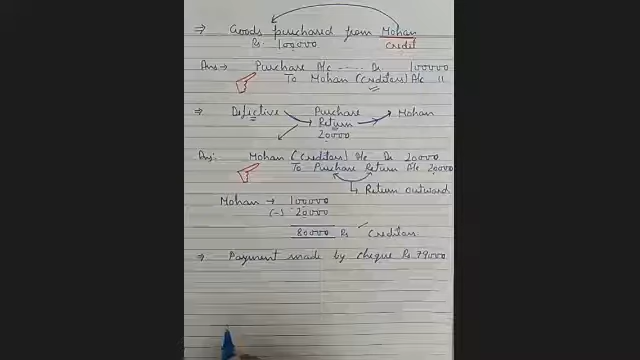 ⇒ Goods purchased from Mohan
Rs. 100000 Credit
Ans → Purchase A/c ..... Dr 100000
To Mohan (creditors) A/c 11
⇒ Defective Purchase
Return → Mohan
20000
Ans: Mohan (Creditors) A/c Dr 20000
To Purchase Return A/c 20000
Return outward
Mohan → 100000
(-) 20000
80000 Rs Creditors
⇒ Payment made by cheque Rs 79000